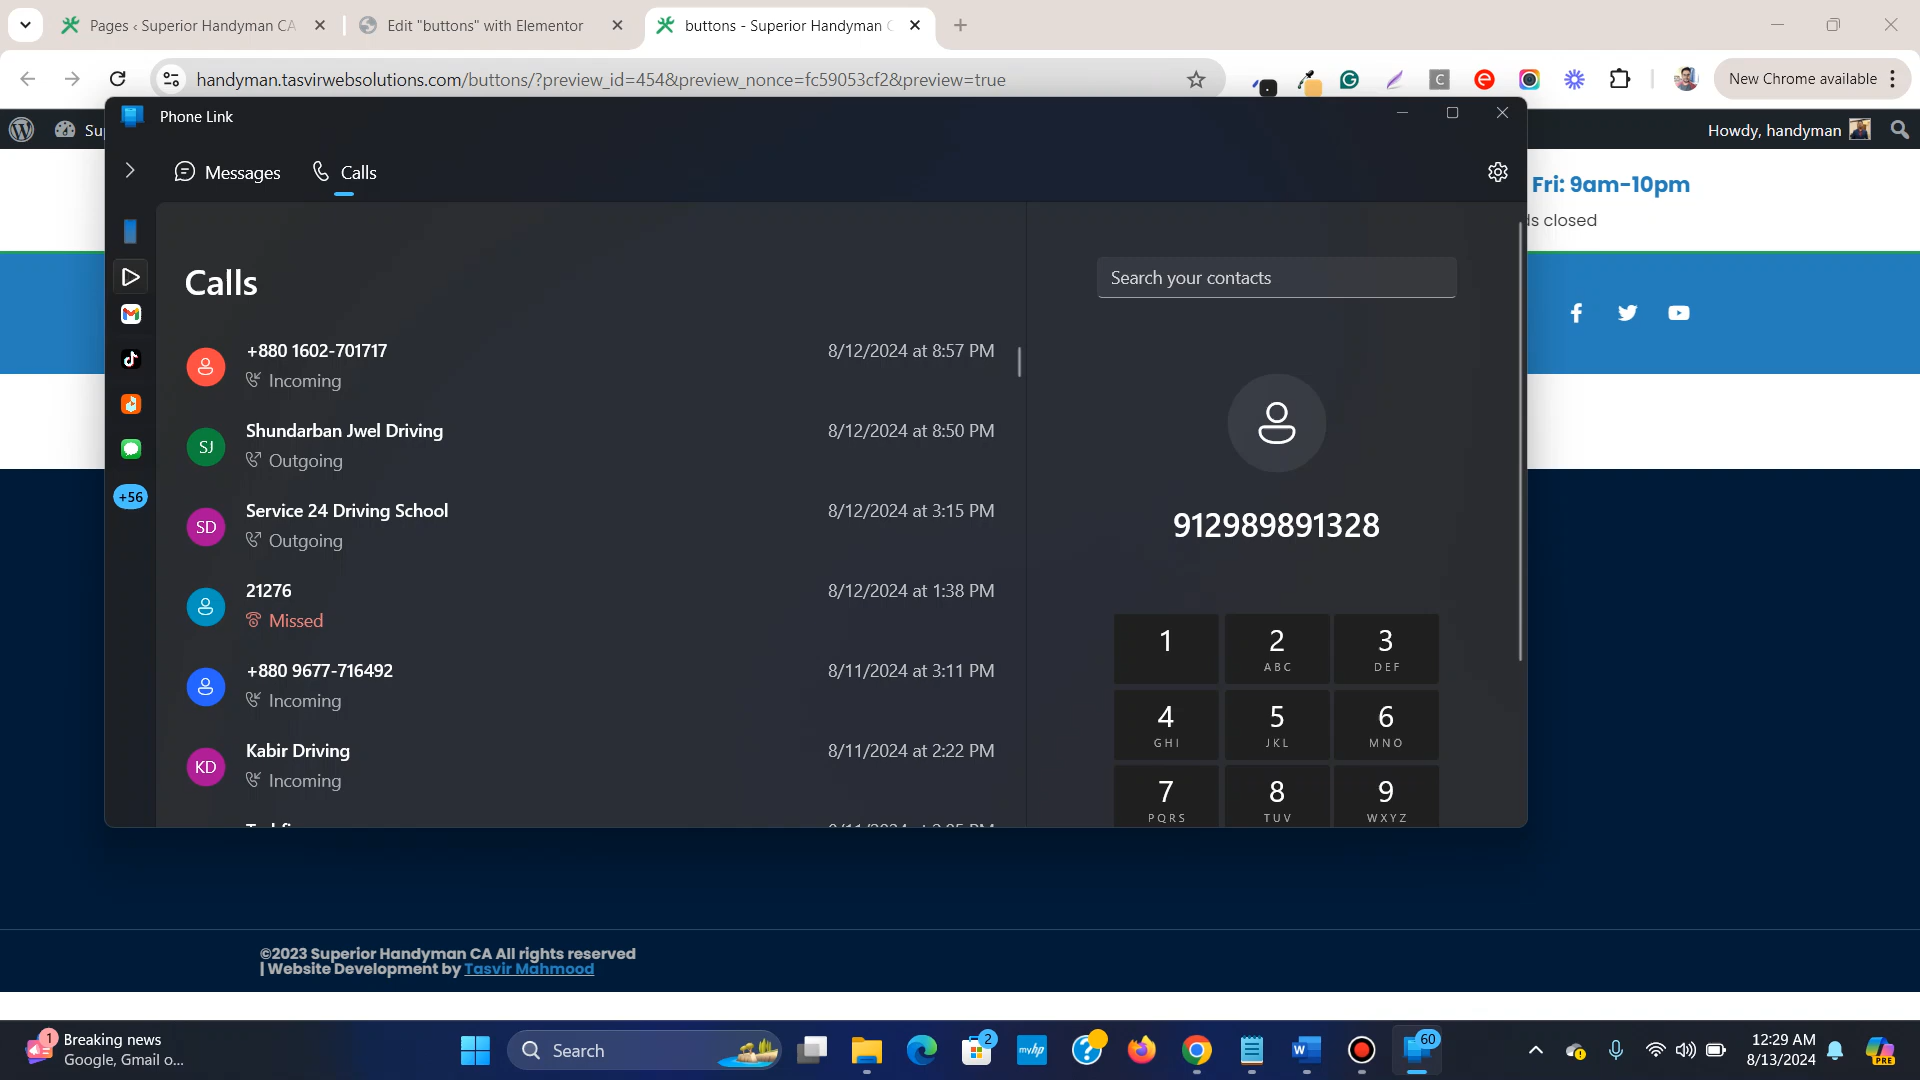 Pages ‹ Superior Handyman CA
Edit "buttons" with Elementor
buttons - Superior Handyman C
handyman.tasvirwebsolutions.com/buttons/?preview_id=454&preview_nonce=fc59053cf2&preview=true
New Chrome available
Su
Howdy, handyman
Phone Link
Messages
Calls
Fri: 9am-10pm
ds closed
Calls
Search your contacts
+880 1602-701717
8/12/2024 at 8:57 PM
Incoming
SJ
Shundarban Jwel Driving
8/12/2024 at 8:50 PM
Outgoing
SD
Service 24 Driving School
8/12/2024 at 3:15 PM
Outgoing
21276
8/12/2024 at 1:38 PM
Missed
+880 9677-716492
8/11/2024 at 3:11 PM
Incoming
KD
Kabir Driving
8/11/2024 at 2:22 PM
Incoming
+56
912989891328
1
2
3
ABC
DEF
4
5
6
GHI
JKL
MNO
7
8
9
PQRS
TUV
WXYZ
©2023 Superior Handyman CA All rights reserved
| Website Development by Tasvir Mahmood
1
Breaking news
Google, Gmail o...
Search
2
myhp
60
12:29 AM
8/13/2024
PRE